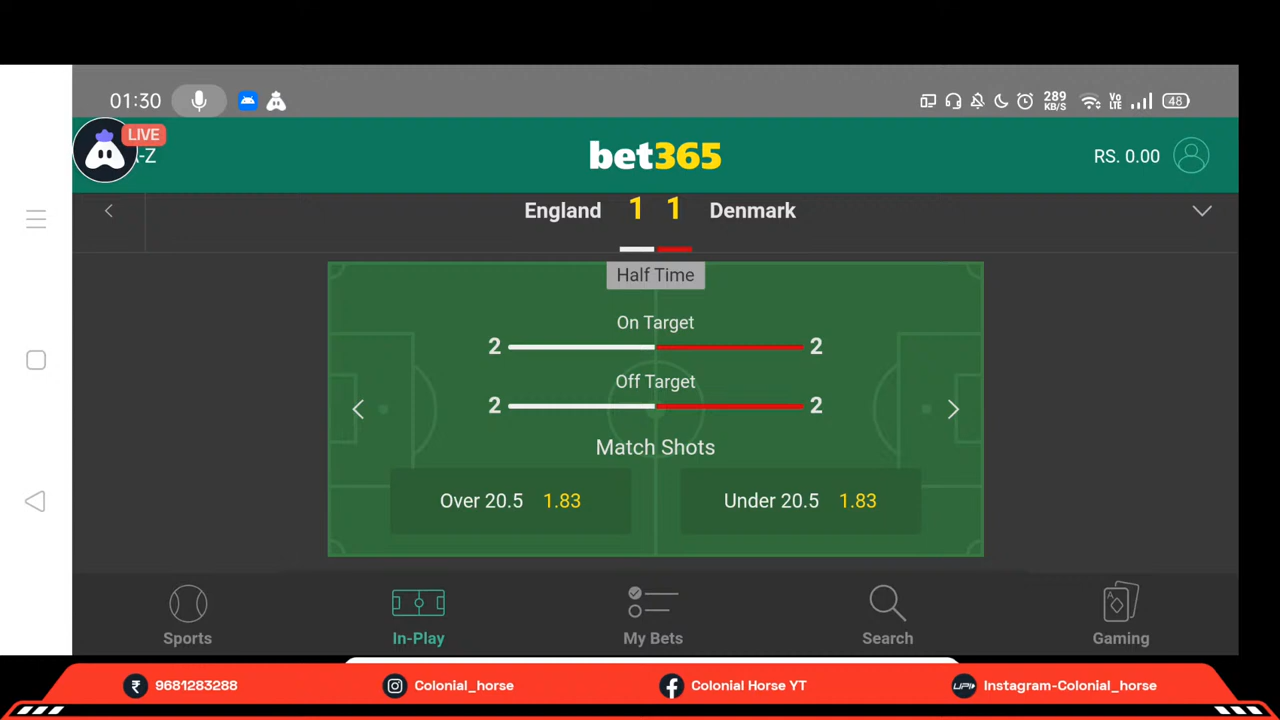 01:30
289
KB/S
VO
LTE
48
LIVE
-Z
bet365
RS. 0.00
England 1 1 Denmark
Half Time
On Target
2 2
Off Target
2 2
Match Shots
Over 20.5 1.83
Under 20.5 1.83
A
Sports
In-Play
My Bets
Search
Gaming
₹ 9681283288
Colonial_horse
Colonial Horse YT
UPI Instagram-Colonial_horse